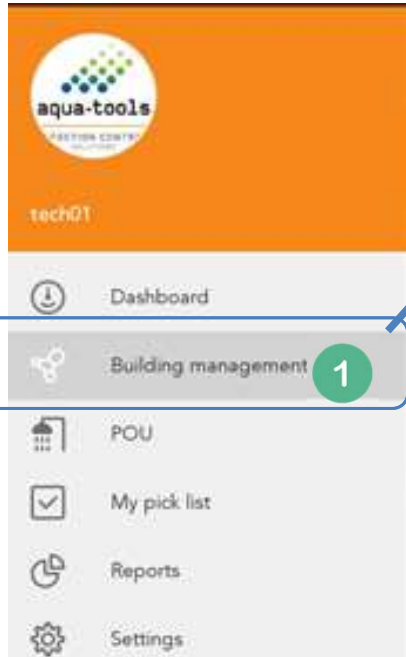 aqua-tools
tech01
Dashboard
Building management
1
POU
My pick list
Reports
Settings